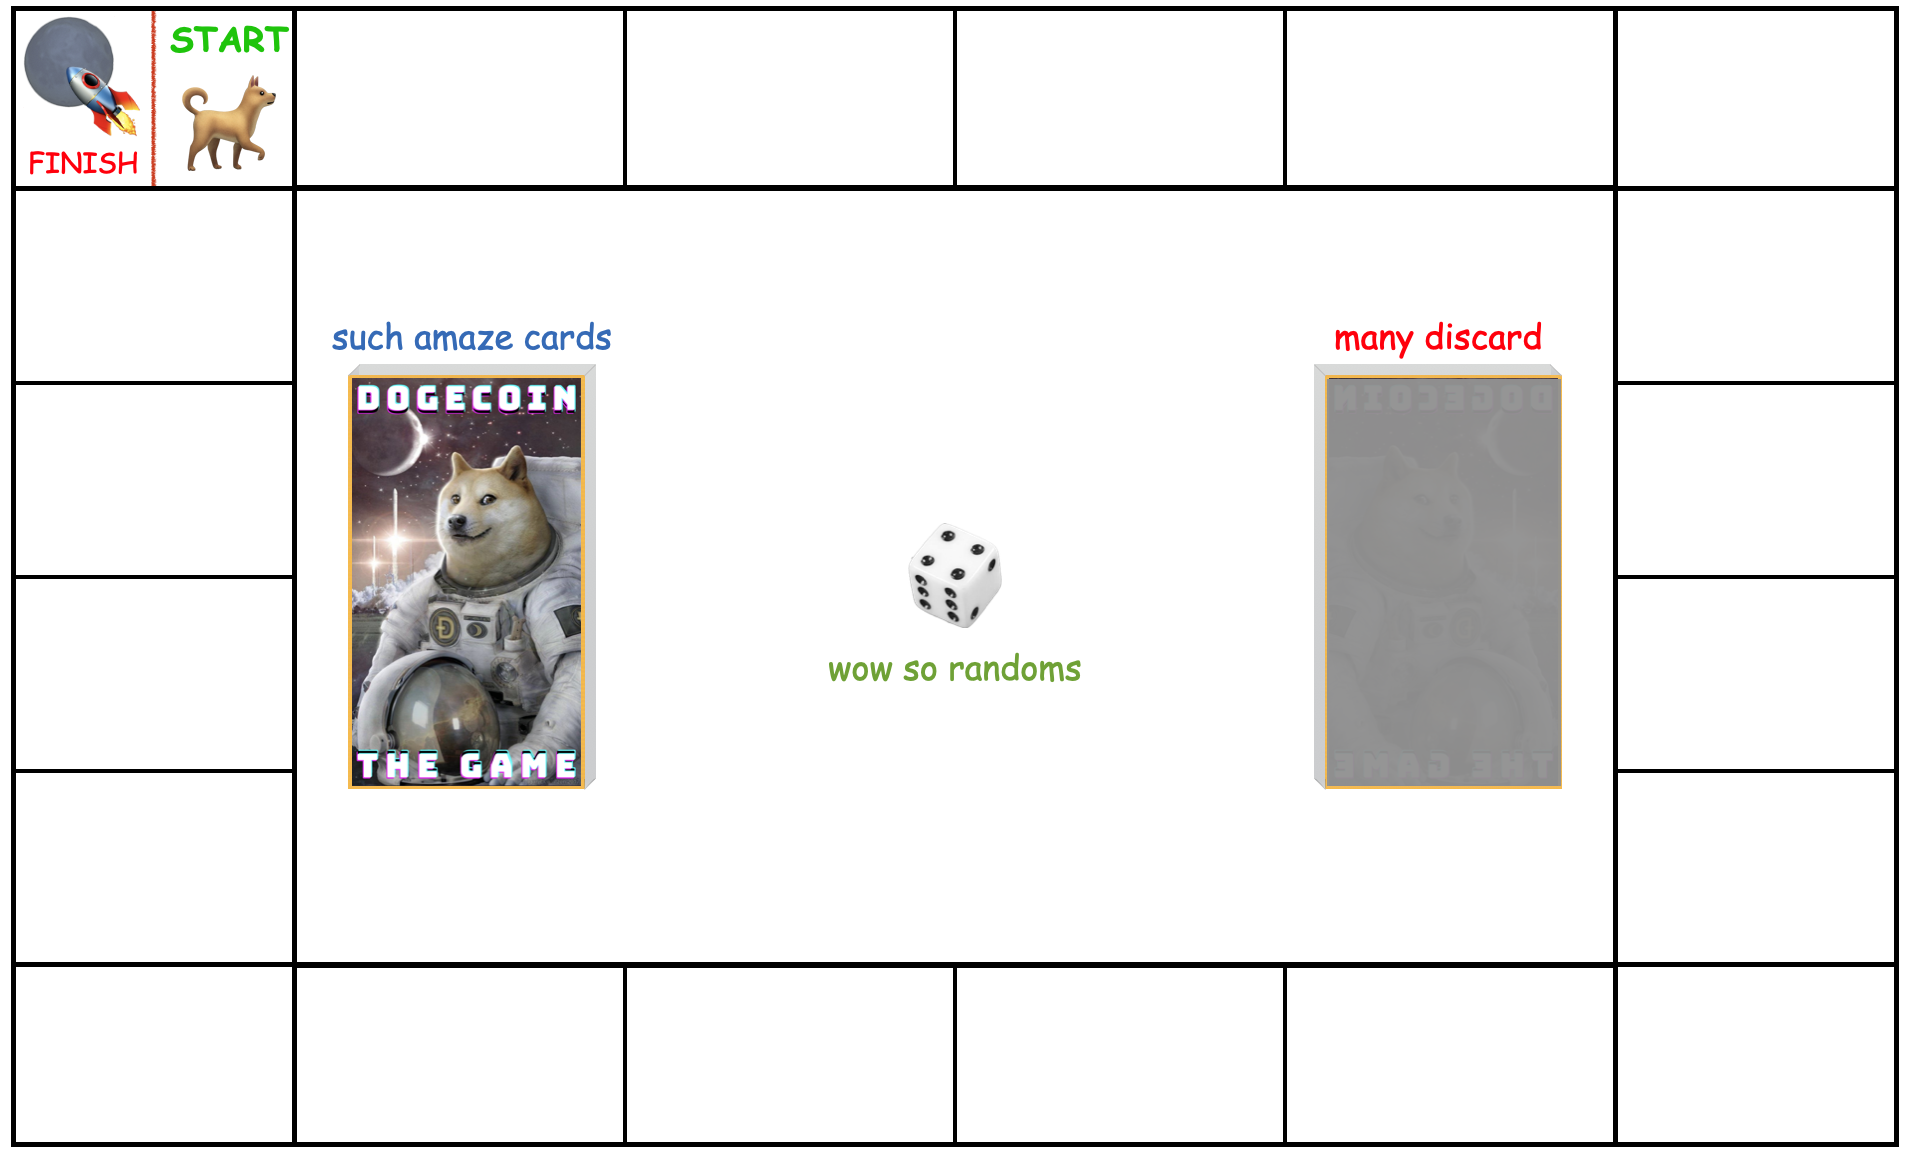 START
FINISH
such amaze cards
many discard
DOGECOIN
DOGECOIN
wow so randoms
THE GAME
THE GAME